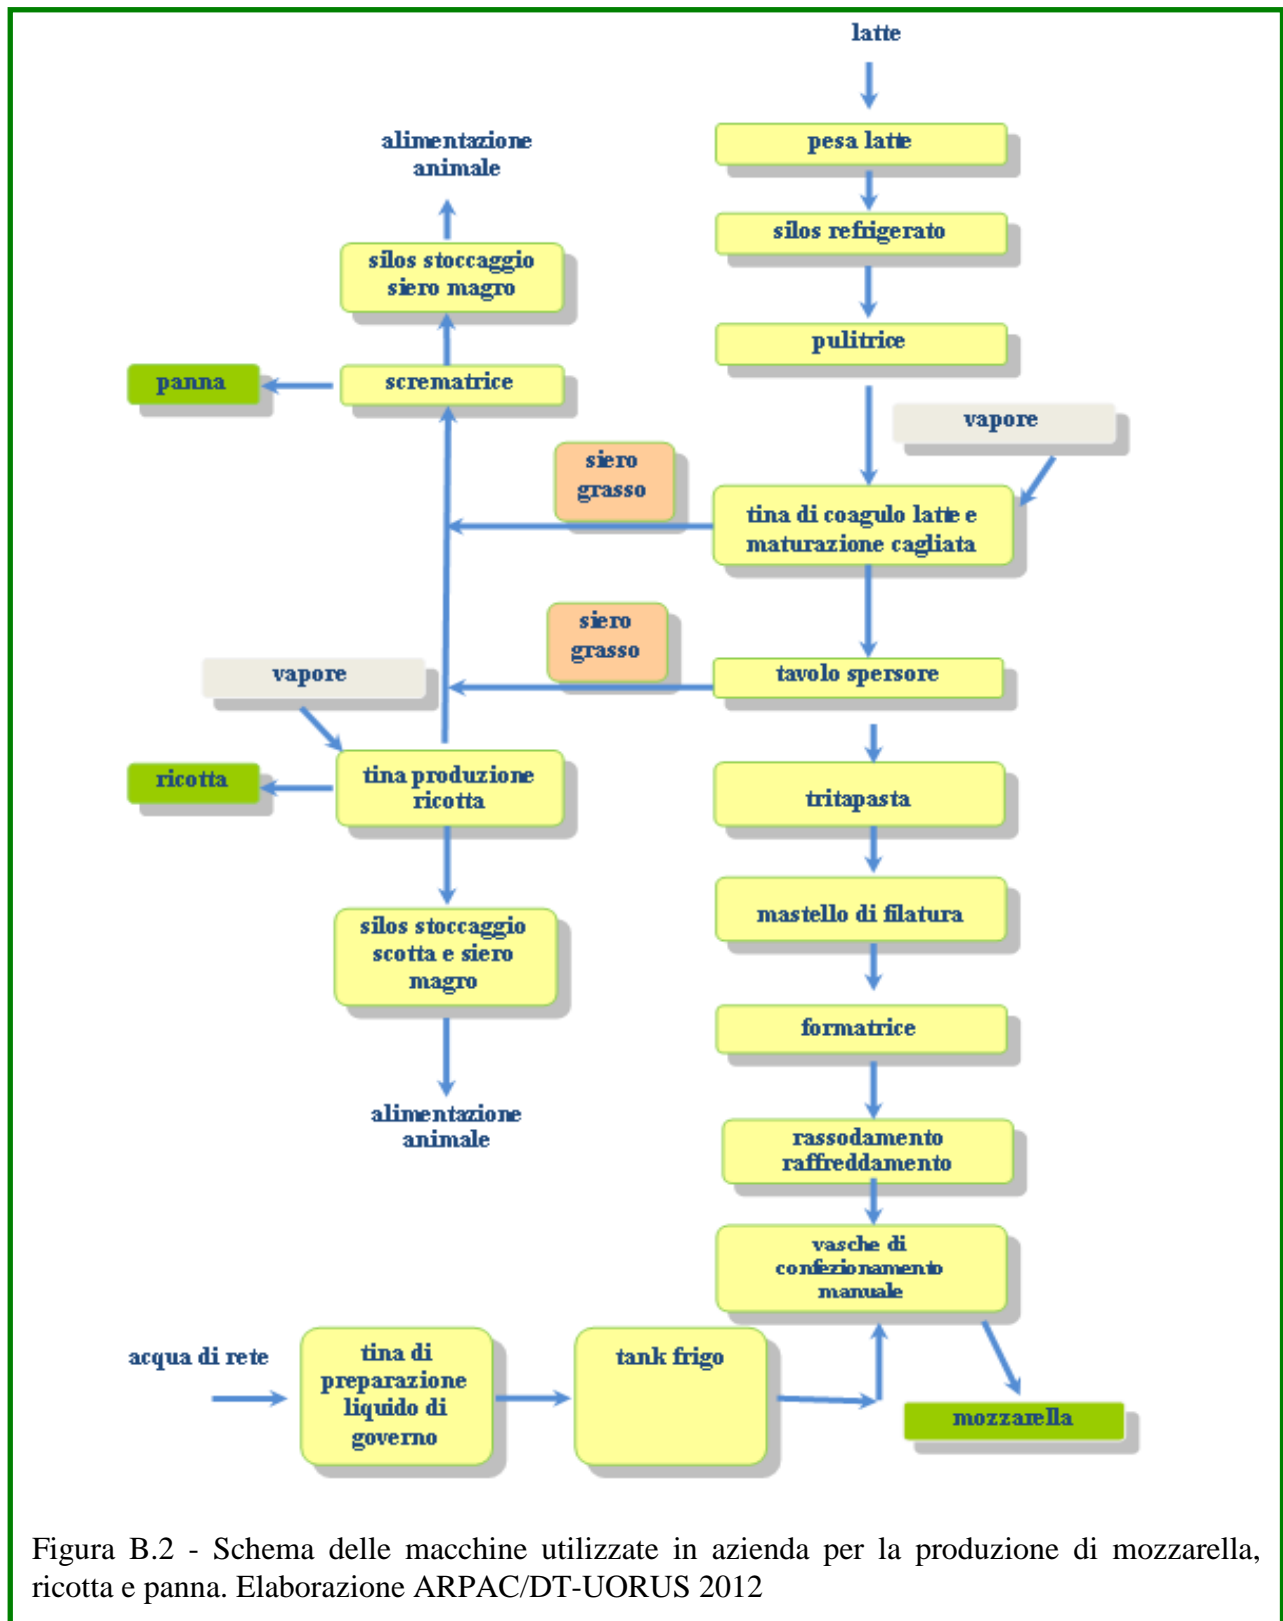 latte
pesa latte
silos refrigerato
pulitrice
vapore
tina di coagulo latte e
maturazione cagliata
siero
grasso
tavolo spersore
siero
grasso
tritapasta
mastello di filatura
formatrice
rassodamento
raffreddamento
vasche di
confezionamento
manuale
mozzarella
alimentazione
animale
silos stoccaggio
siero magro
scrematrice
panna
vapore
tina produzione
ricotta
ricotta
silos stoccaggio
scotta e siero
magro
alimentazione
animale
acqua di rete
tina di
preparazione
liquido di
governo
tank frigo
Figura B.2 - Schema delle macchine utilizzate in azienda per la produzione di mozzarella,
ricotta e panna. Elaborazione ARPAC/DT-UORUS 2012